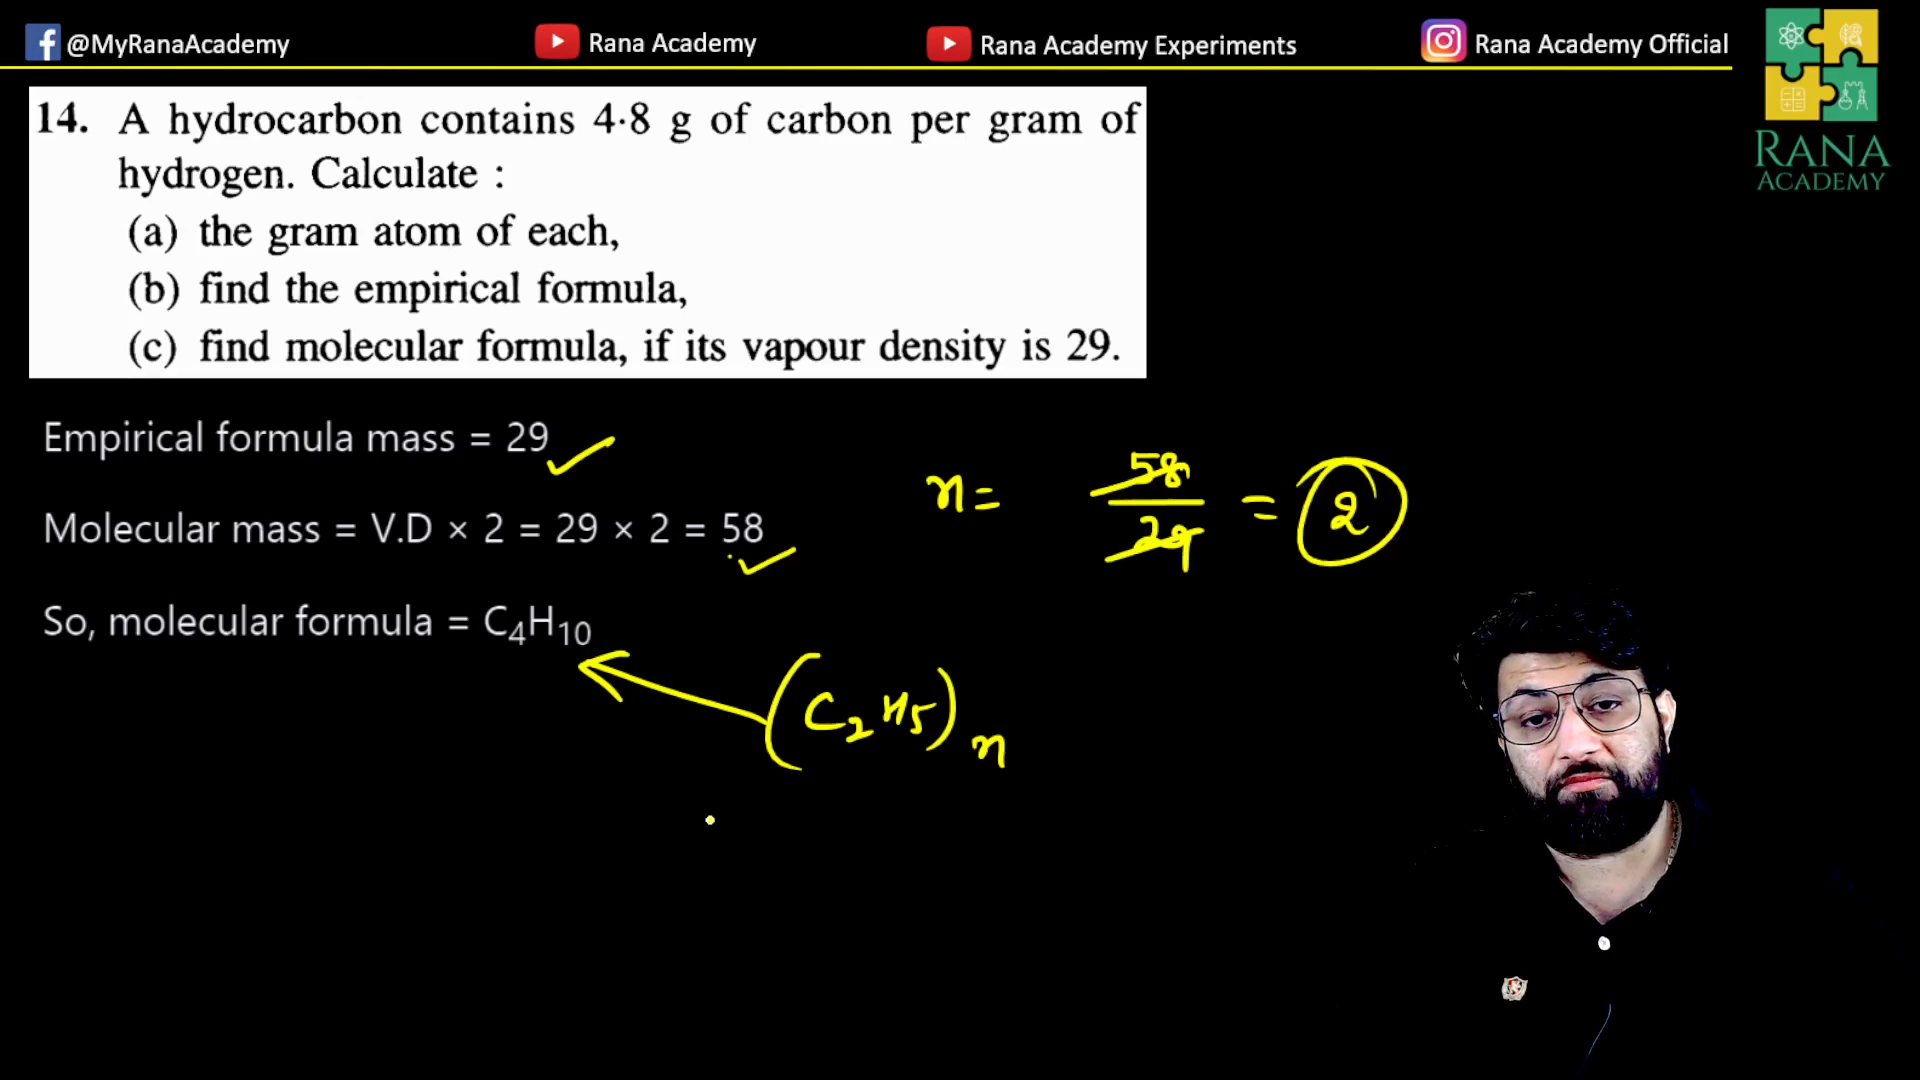 @MyRanaAcademy
Rana Academy
Rana Academy Experiments
Rana Academy Official
RANA
ACADEMY
14. A hydrocarbon contains 4·8 g of carbon per gram of
hydrogen. Calculate :
(a) the gram atom of each,
(b) find the empirical formula,
(c) find molecular formula, if its vapour density is 29.
Empirical formula mass = 29
n = 58/29 = 2
Molecular mass = V.D × 2 = 29 × 2 = 58
So, molecular formula = C₄H₁₀
(C₂H₅)n